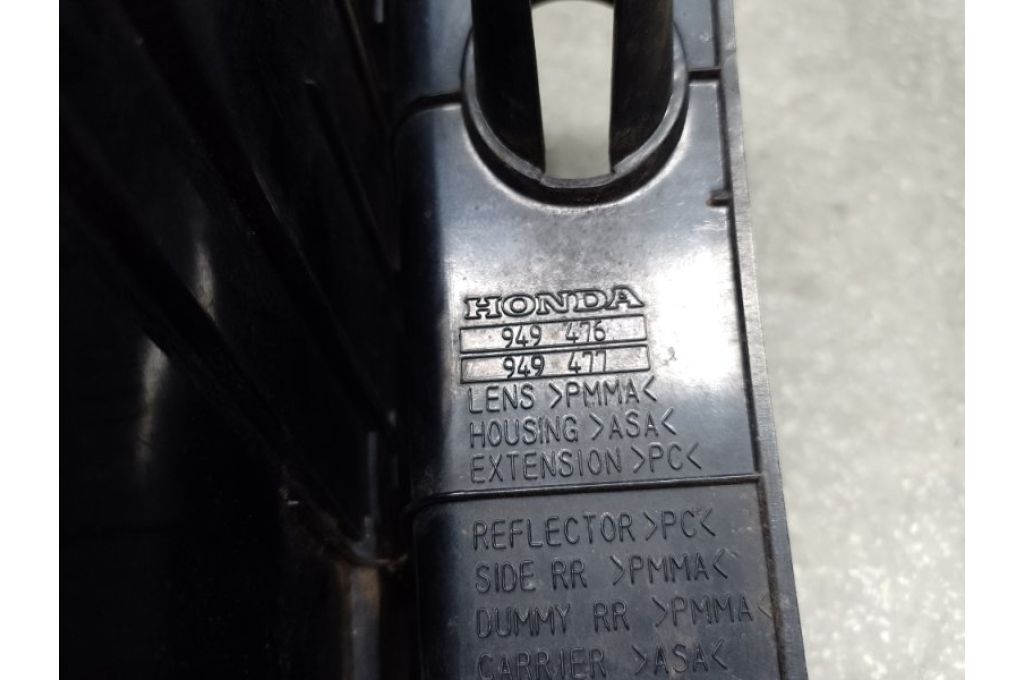 HONDA
949 476
949 477
LENS >PMMA<
HOUSING >ASA<
EXTENSION >PC<
REFLECTOR >PC<
SIDE RR >PMMA<
DUMMY RR >PMMA<
CARRIER >ASA<